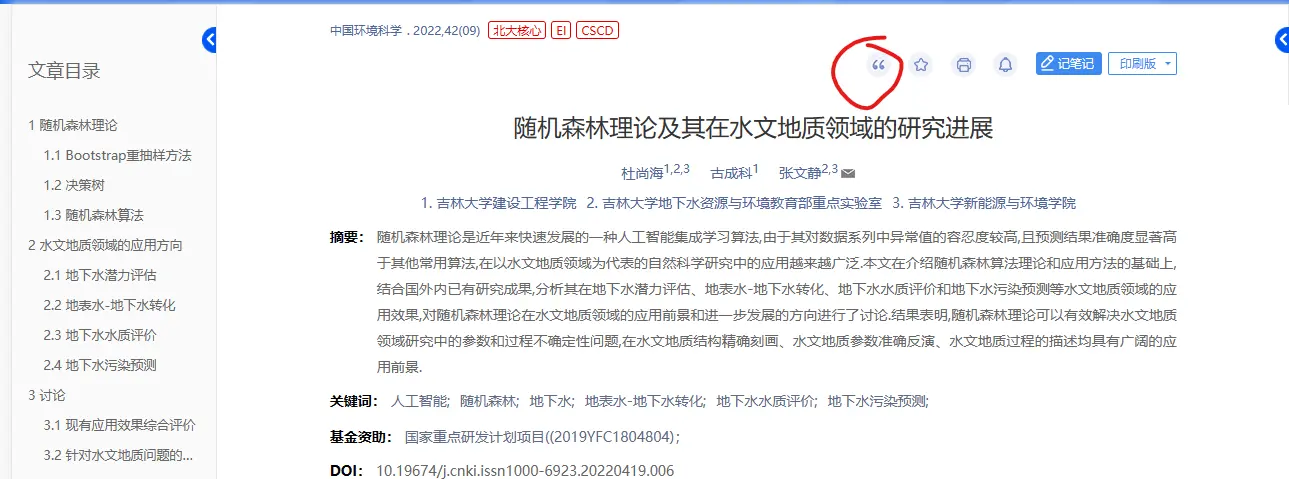 中国环境科学 . 2022,42(09) 北大核心 EI CSCD
记笔记 印刷版
文章目录
1 随机森林理论
1.1 Bootstrap重抽样方法
1.2 决策树
1.3 随机森林算法
2 水文地质领域的应用方向
2.1 地下水潜力评估
2.2 地表水-地下水转化
2.3 地下水水质评价
2.4 地下水污染预测
3 讨论
3.1 现有应用效果综合评价
3.2 针对水文地质问题的...
随机森林理论及其在水文地质领域的研究进展
杜尚海1,2,3 古成科1 张文静2,3
1. 吉林大学建设工程学院 2. 吉林大学地下水资源与环境教育部重点实验室 3. 吉林大学新能源与环境学院
摘要： 随机森林理论是近年来快速发展的一种人工智能集成学习算法,由于其对数据系列中异常值的容忍度较高,且预测结果准确度显著高
于其他常用算法,在以水文地质领域为代表的自然科学研究中的应用越来越广泛.本文在介绍随机森林算法理论和应用方法的基础上,
结合国外内已有研究成果,分析其在地下水潜力评估、地表水-地下水转化、地下水水质评价和地下水污染预测等水文地质领域的应
用效果,对随机森林理论在水文地质领域的应用前景和进一步发展的方向进行了讨论.结果表明,随机森林理论可以有效解决水文地质
领域研究中的参数和过程不确定性问题,在水文地质结构精确刻画、水文地质参数准确反演、水文地质过程的描述均具有广阔的应
用前景.
关键词： 人工智能; 随机森林; 地下水; 地表水-地下水转化; 地下水水质评价; 地下水污染预测;
基金资助： 国家重点研发计划项目((2019YFC1804804)；
DOI： 10.19674/j.cnki.issn1000-6923.20220419.006